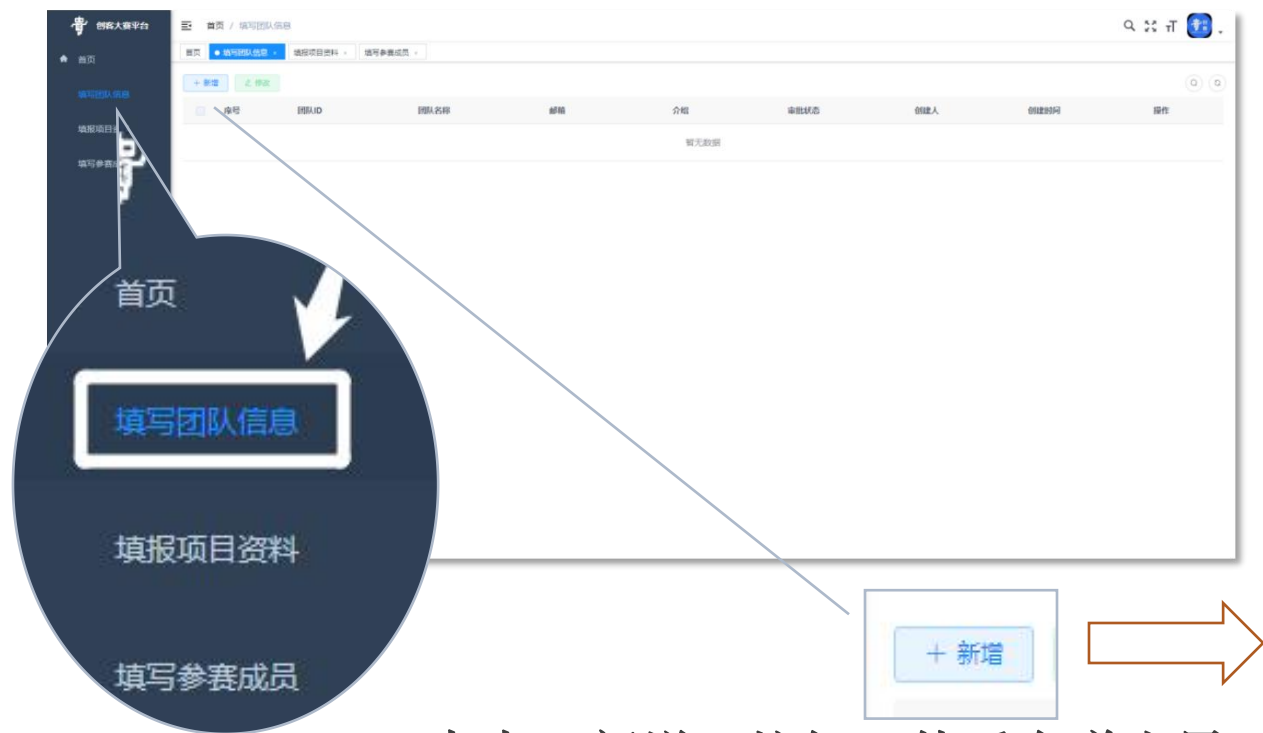 创客大赛平台
首页 / 填写团队信息
首页
首页 填写团队信息 填报项目资料 填写参赛成员
填写团队信息
+ 新增 修改
序号 团队ID 团队名称 邮箱 介绍 审批状态 创建人 创建时间 操作
填报项目
暂无数据
填写参赛
首页
填写团队信息
填报项目资料
填写参赛成员
+ 新增